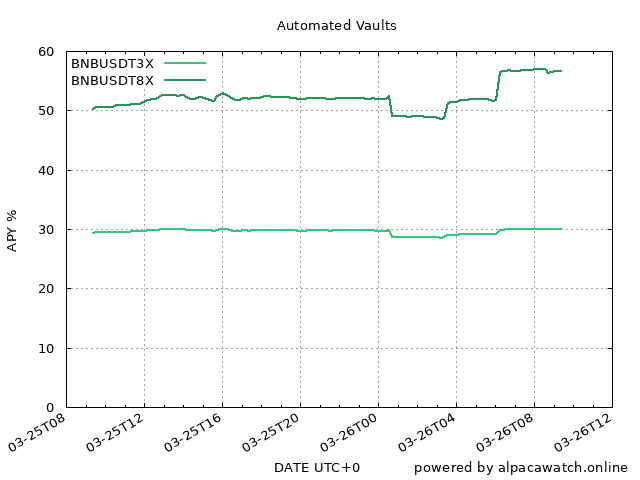 Automated Vaults
BNBUSDT3X
BNBUSDT8X
60
50
40
30
20
10
0
APY %
03-25T08
03-25T12
03-25T16
03-25T20
03-26T00
03-26T04
03-26T08
03-26T12
DATE UTC+0
powered by alpacawatch.online